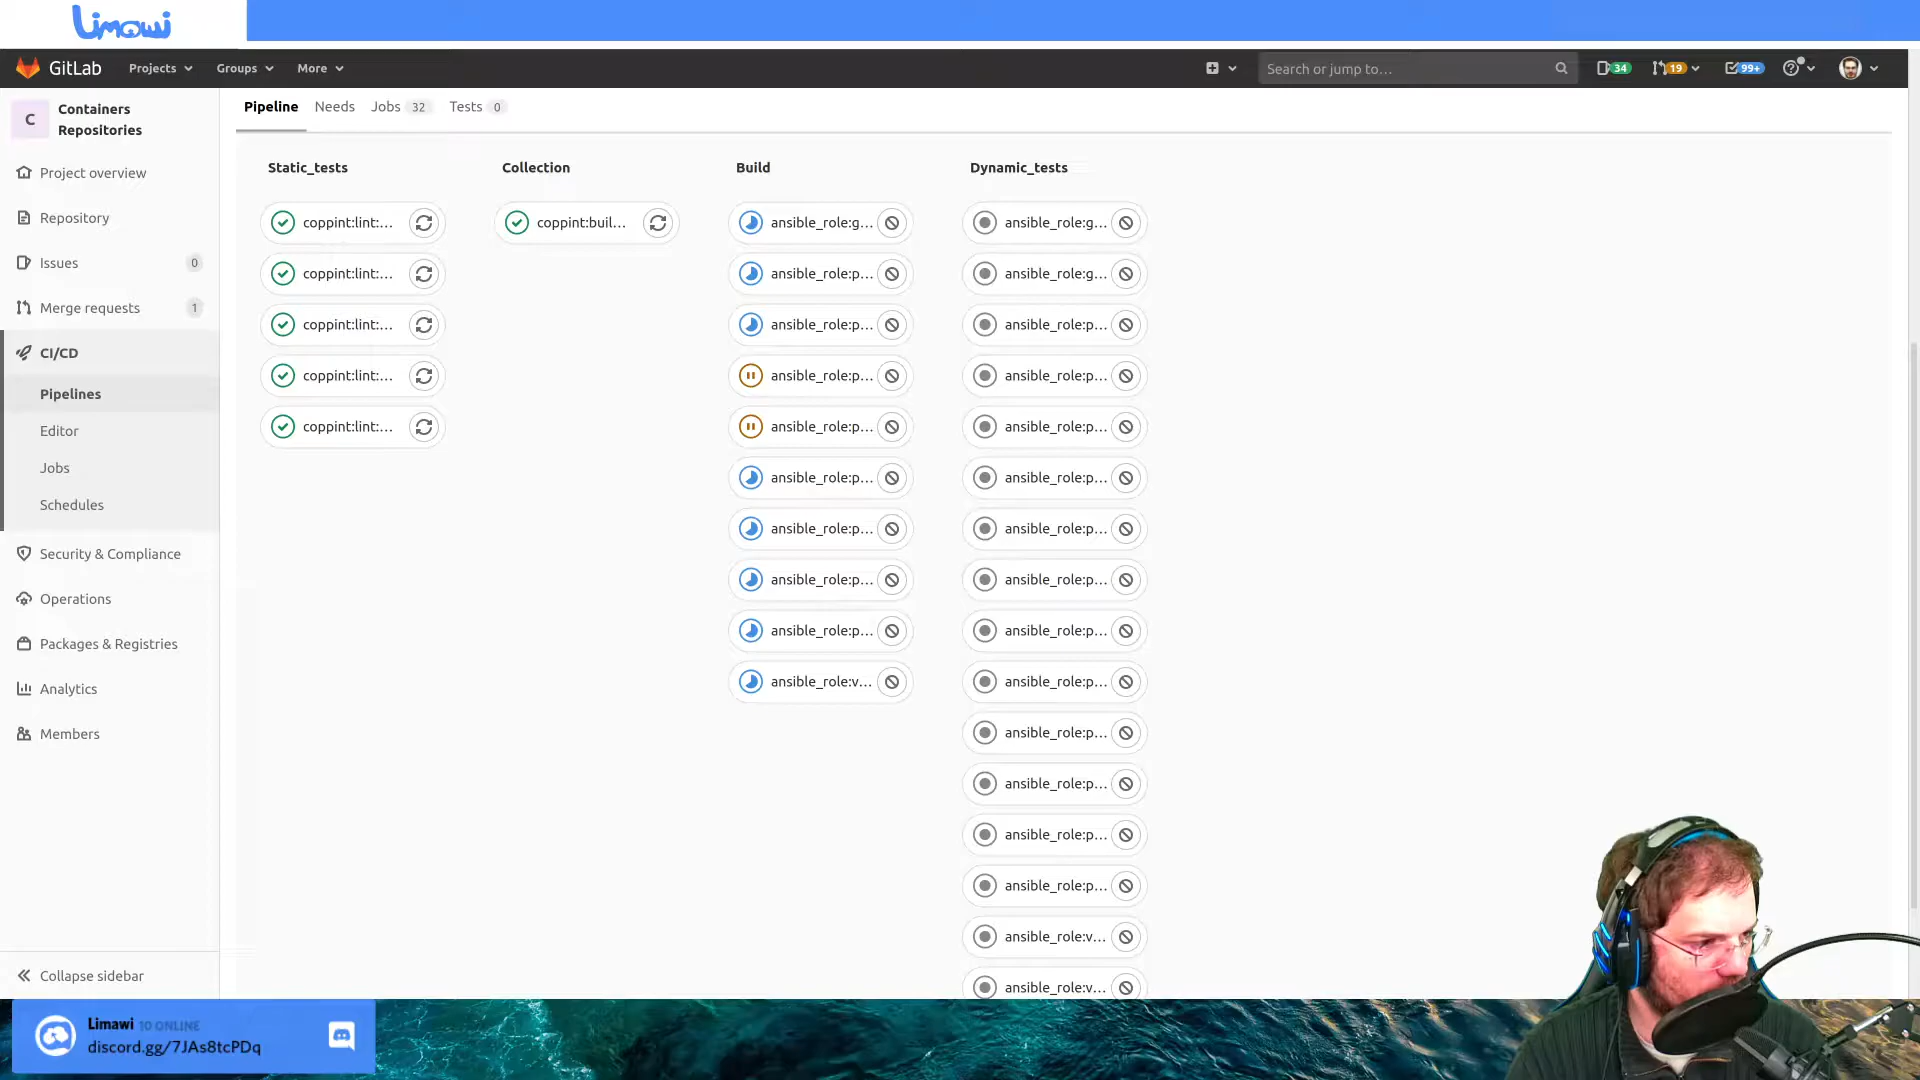 Limawi
GitLab
Projects
Groups
More
Search or jump to...
34
19
99+
C
Containers
Repositories
Project overview
Repository
Issues
0
Merge requests
1
CI/CD
Pipelines
Editor
Jobs
Schedules
Security & Compliance
Operations
Packages & Registries
Analytics
Members
Collapse sidebar
Pipeline
Needs
Jobs 32
Tests 0
Static_tests
coppint:lint:...
coppint:lint:...
coppint:lint:...
coppint:lint:...
coppint:lint:...
Collection
coppint:buil...
Build
ansible_role:g...
ansible_role:p...
ansible_role:p...
ansible_role:p...
ansible_role:p...
ansible_role:p...
ansible_role:p...
ansible_role:p...
ansible_role:p...
ansible_role:v...
Dynamic_tests
ansible_role:g...
ansible_role:g...
ansible_role:p...
ansible_role:p...
ansible_role:p...
ansible_role:p...
ansible_role:p...
ansible_role:p...
ansible_role:p...
ansible_role:p...
ansible_role:p...
ansible_role:p...
ansible_role:p...
ansible_role:p...
ansible_role:v...
ansible_role:v...
Limawi 10 ONLINE
discord.gg/7JAs8tcPDq